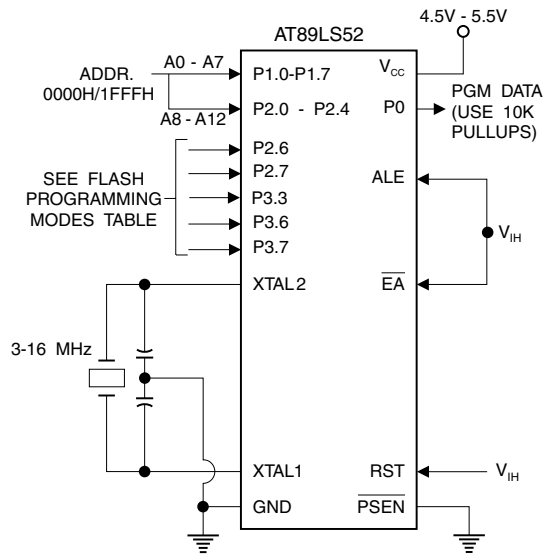 AT89LS52
4.5V - 5.5V
ADDR.
0000H/1FFFH
A0 - A7
A8 - A12
P1.0-P1.7
P2.0 - P2.4
VCC
P0
PGM DATA
(USE 10K
PULLUPS)
SEE FLASH
PROGRAMMING
MODES TABLE
P2.6
P2.7
P3.3
P3.6
P3.7
ALE
VIH
EA
XTAL2
3-16 MHz
XTAL1
RST
VIH
GND
PSEN